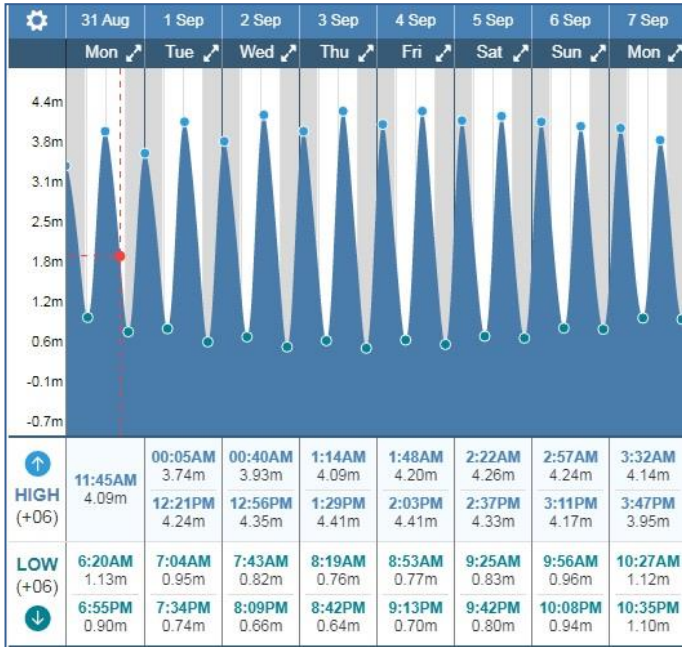 31 Aug 1 Sep 2 Sep 3 Sep 4 Sep 5 Sep 6 Sep 7 Sep
Mon Tue Wed Thu Fri Sat Sun Mon
4.4m
3.8m
3.1m
2.5m
1.8m
1.2m
0.6m
-0.1m
-0.7m
HIGH
(+06)
11:45AM
4.09m
00:05AM 00:40AM 1:14AM 1:48AM 2:22AM 2:57AM 3:32AM
3.74m 3.93m 4.09m 4.20m 4.26m 4.24m 4.14m
12:21PM 12:56PM 1:29PM 2:03PM 2:37PM 3:11PM 3:47PM
4.24m 4.35m 4.41m 4.41m 4.33m 4.17m 3.95m
LOW
(+06)
6:20AM 7:04AM 7:43AM 8:19AM 8:53AM 9:25AM 9:56AM 10:27AM
1.13m 0.95m 0.82m 0.76m 0.77m 0.83m 0.96m 1.12m
6:55PM 7:34PM 8:09PM 8:42PM 9:13PM 9:42PM 10:08PM 10:35PM
0.90m 0.74m 0.66m 0.64m 0.70m 0.80m 0.94m 1.10m